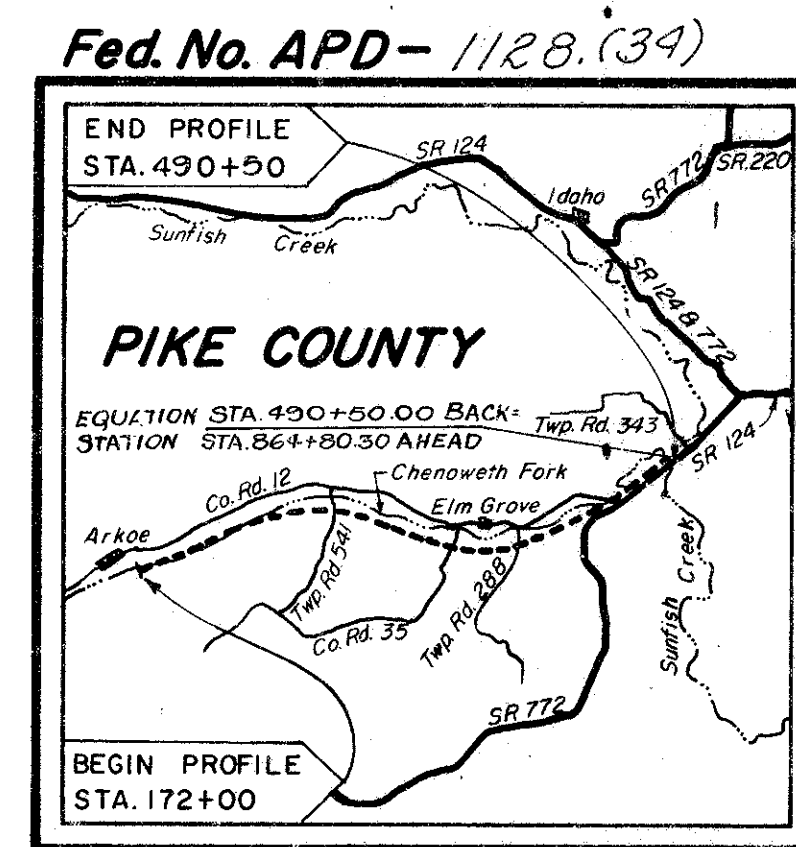 Fed. No. APD- 1128.(34)
END PROFILE
STA. 490+50
SR 124
Idaho
SR 772
SR. 220
Sunfish Creek
SR 124 & 772
PIKE COUNTY
EQUATION STA. 490+50.00 BACK=
STATION STA. 864+80.30 AHEAD
Twp. Rd. 343
SR 124
Co. Rd. 12
Chenoweth Fork
Elm Grove
Arkoe
Twp. Rd. 541
Co. Rd. 35
Twp. Rd. 288
Sunfish Creek
SR 772
BEGIN PROFILE
STA. 172+00